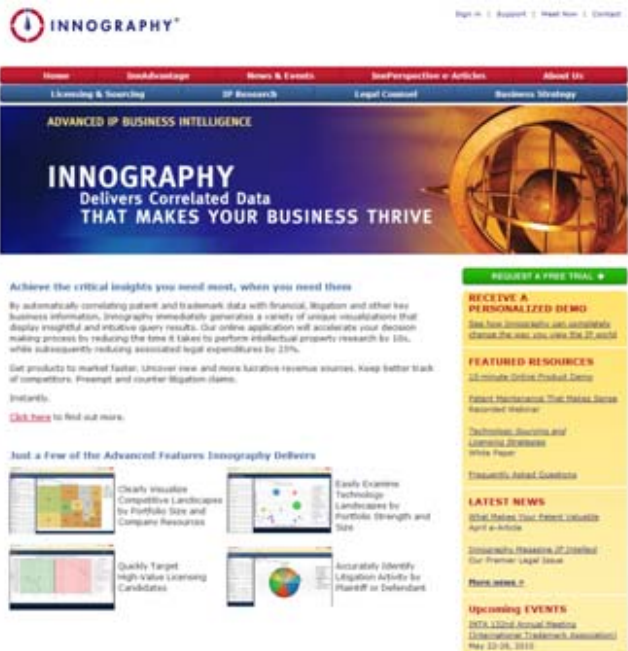 INNOGRAPHY®
Sign In | Support | Meet Now | Contact
Home InnAdvantage News & Events InnPerspective e-Articles About Us
Licensing & Sourcing IP Research Legal Counsel Business Strategy
ADVANCED IP BUSINESS INTELLIGENCE
INNOGRAPHY
Delivers Correlated Data
THAT MAKES YOUR BUSINESS THRIVE
Achieve the critical insights you need most, when you need them
By automatically correlating patent and trademark data with financial, litigation and other key
business information, Innography immediately generates a variety of unique visualizations that
display insightful and intuitive query results. Our online application will accelerate your decision
making process by reducing the time it takes to perform intellectual property research by 10x,
while subsequently reducing associated legal expenditures by 25%.
Get products to market faster. Uncover new and more lucrative revenue sources. Keep better track
of competitors. Preempt and counter litigation claims.
Instantly.
Click here to find out more.
Just a Few of the Advanced Features Innography Delivers
Clearly Visualize
Competitive Landscapes
by Portfolio Size and
Company Resources
Easily Examine
Technology
Landscapes by
Portfolio Strength and
Size
Quickly Target
High-Value Licensing
Candidates
Accurately Identify
Litigation Activity by
Plaintiff or Defendant
REQUEST A FREE TRIAL
RECEIVE A
PERSONALIZED DEMO
See how Innography can completely
change the way you view the IP world
FEATURED RESOURCES
10-minute Online Product Demo
Patent Maintenance That Makes Sense
Recorded Webinar
Technology Sourcing and
Licensing Strategies
White Paper
Frequently Asked Questions
LATEST NEWS
What Makes Your Patent Valuable
April e-Article
Innography Magazine IP Intellect
Our Premier Legal Issue
More news >
Upcoming EVENTS
INTA 132nd Annual Meeting
(International Trademark Association)
May 22-26, 2010